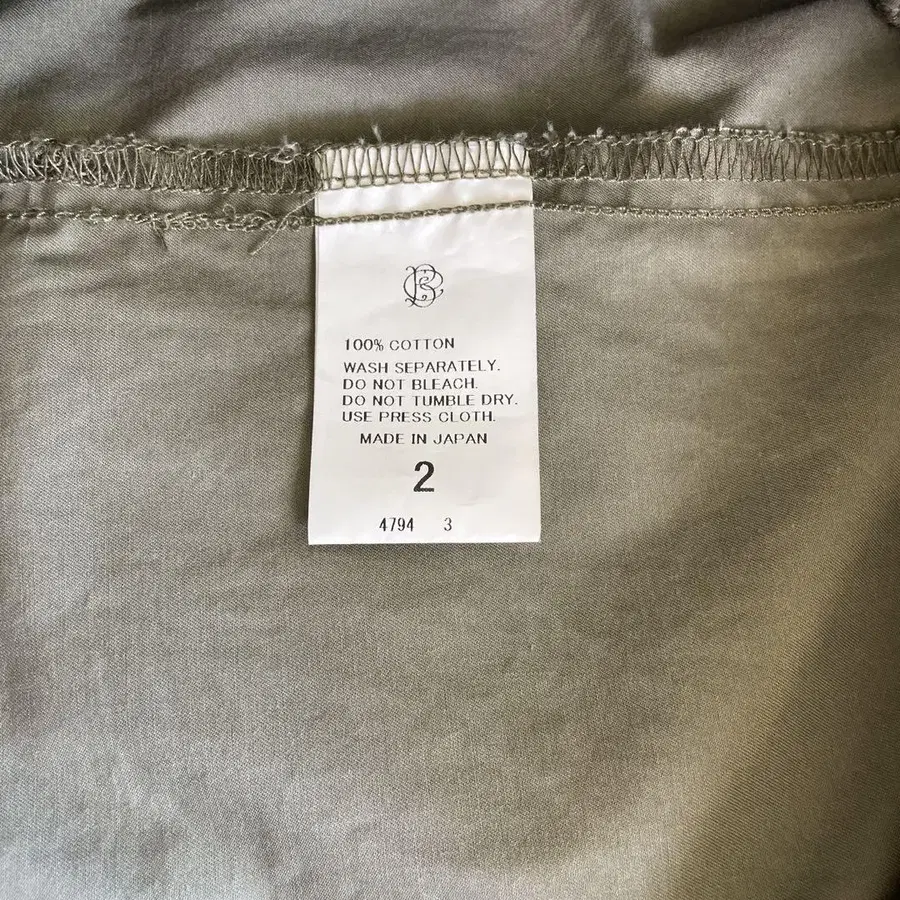 100% COTTON
WASH SEPARATELY.
DO NOT BLEACH.
DO NOT TUMBLE DRY.
USE PRESS CLOTH.
MADE IN JAPAN
2
4794 3